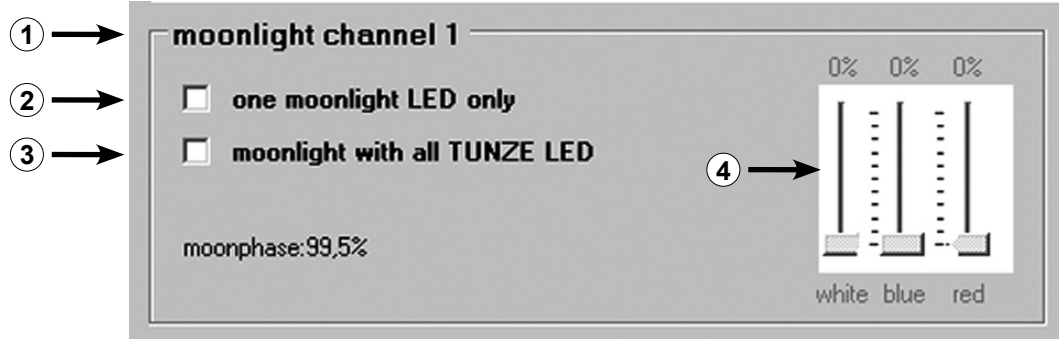 1 moonlight channel 1
0% 0% 0%
2 one moonlight LED only
3 moonlight with all TUNZE LED
4
moonphase:99,5%
white blue red